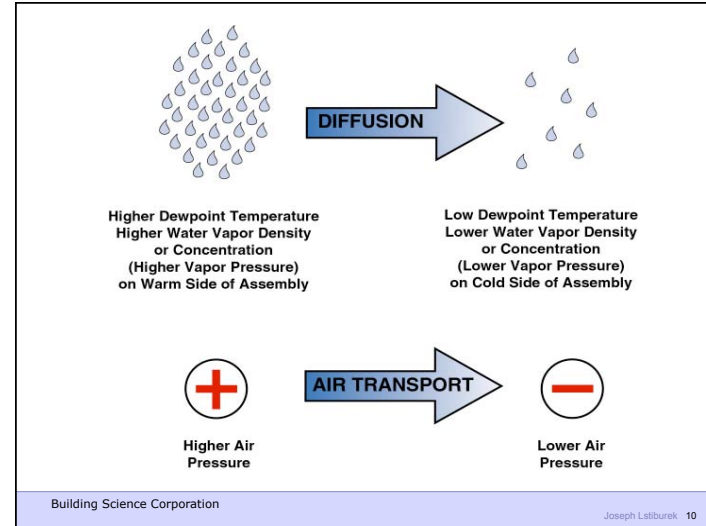 DIFFUSION
Higher Dewpoint Temperature
Higher Water Vapor Density
or Concentration
(Higher Vapor Pressure)
on Warm Side of Assembly
Low Dewpoint Temperature
Lower Water Vapor Density
or Concentration
(Lower Vapor Pressure)
on Cold Side of Assembly
AIR TRANSPORT
Higher Air
Pressure
Lower Air
Pressure
Building Science Corporation
Joseph Lstiburek 10